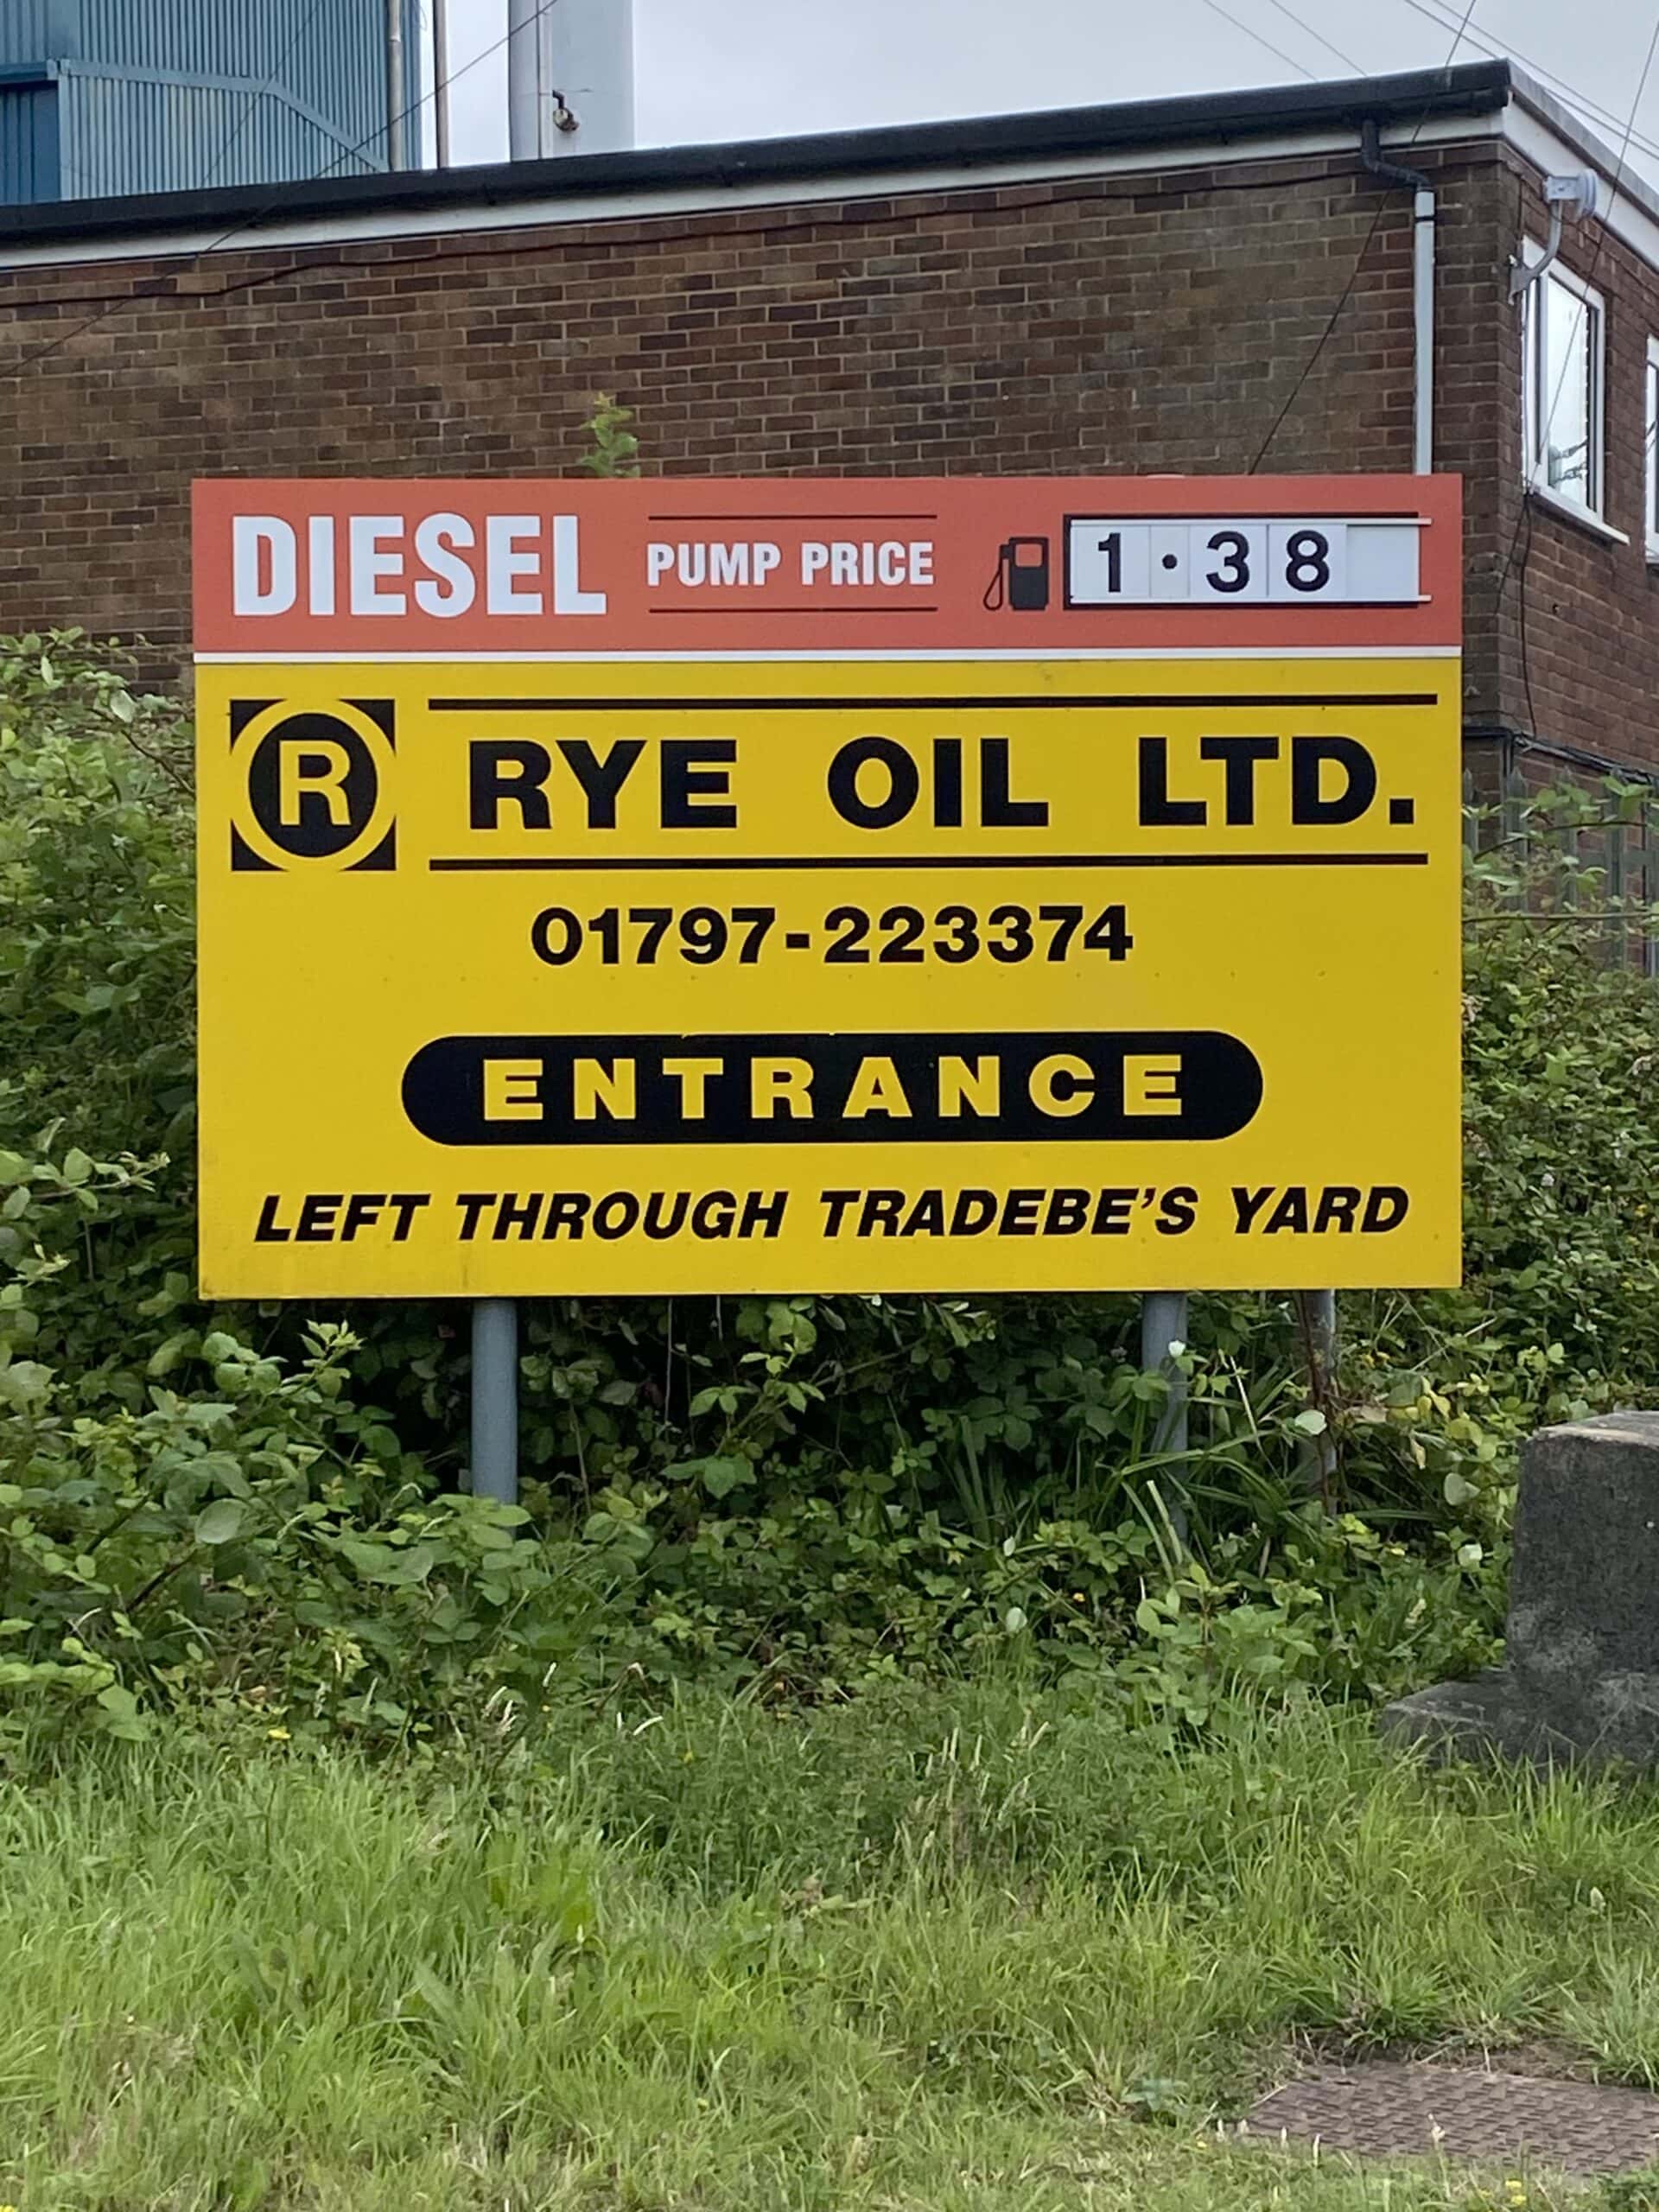 DIESEL PUMP PRICE 1·38
R RYE OIL LTD.
01797-223374
ENTRANCE
LEFT THROUGH TRADEBE'S YARD